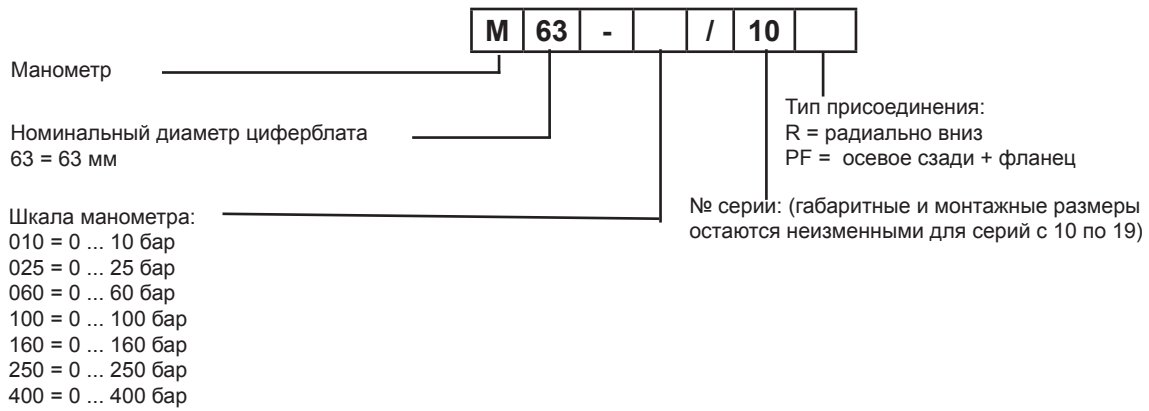 М 63 - / 10
Манометр
Номинальный диаметр циферблата
63 = 63 мм
Шкала манометра:
010 = 0 ... 10 бар
025 = 0 ... 25 бар
060 = 0 ... 60 бар
100 = 0 ... 100 бар
160 = 0 ... 160 бар
250 = 0 ... 250 бар
400 = 0 ... 400 бар
Тип присоединения:
R = радиально вниз
PF = осевое сзади + фланец
№ серии: (габаритные и монтажные размеры
остаются неизменными для серий с 10 по 19)